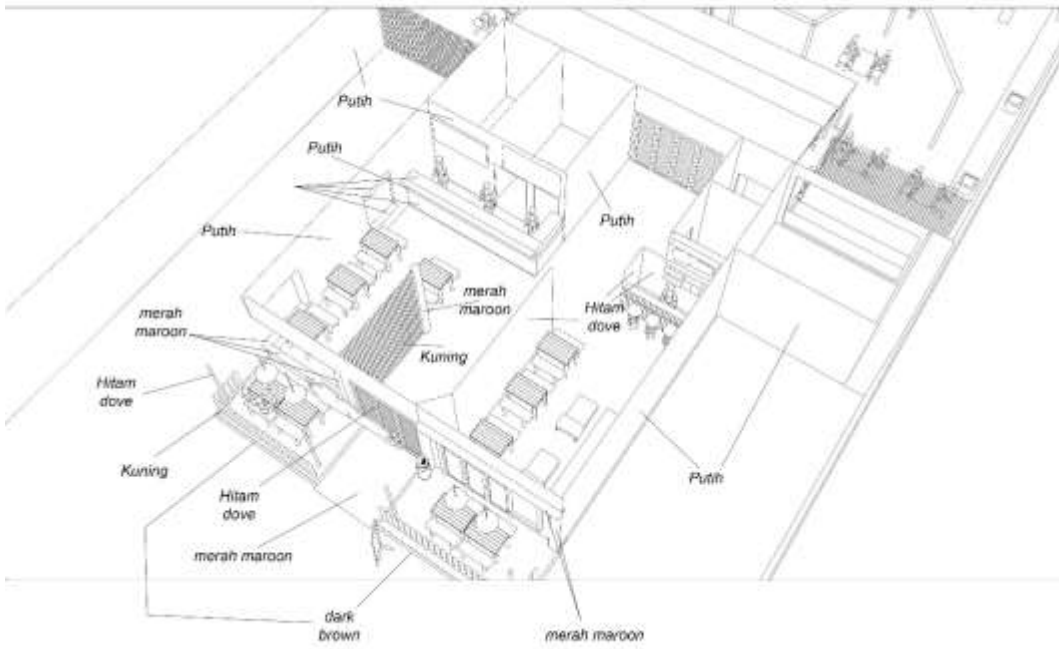 Putih
Putih
Putih
Putih
merah
maroon
Hitam
dove
merah
maroon
Kuning
Hitam
dove
Kuning
Hitam
dove
Putih
merah maroon
dark
brown
merah maroon